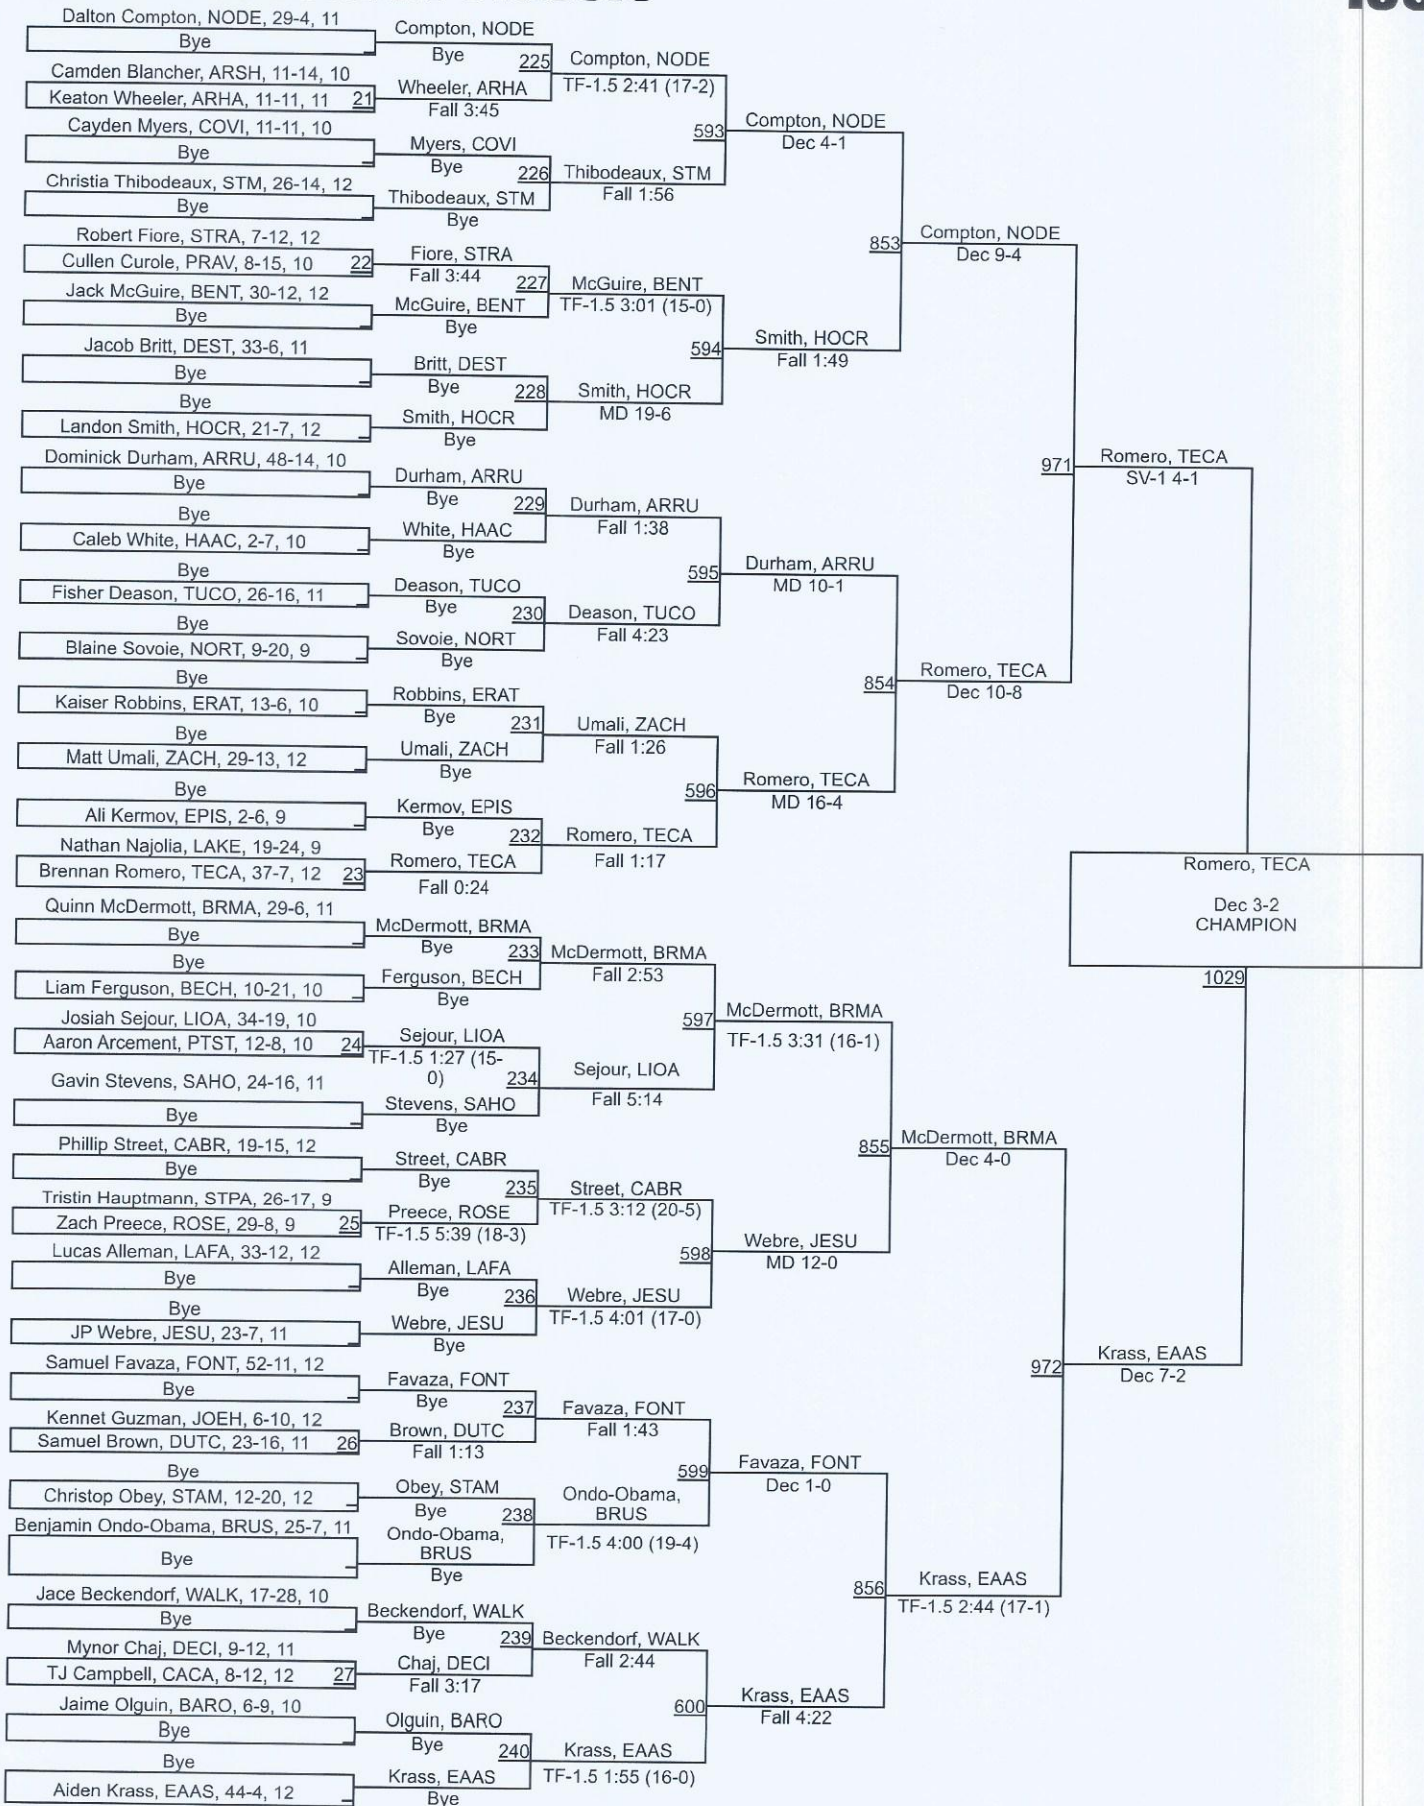 Dalton Compton, NODE, 29-4, 11
Bye
Camden Blancher, ARSH, 11-14, 10
Keaton Wheeler, ARHA, 11-11, 11 21
Cayden Myers, COVI, 11-11, 10
Bye
Christia Thibodeaux, STM, 26-14, 12
Bye
Robert Fiore, STRA, 7-12, 12
Cullen Curole, PRAV, 8-15, 10 22
Jack McGuire, BENT, 30-12, 12
Bye
Jacob Britt, DEST, 33-6, 11
Bye
Bye
Landon Smith, HOCR, 21-7, 12
Dominick Durham, ARRU, 48-14, 10
Bye
Bye
Caleb White, HAAC, 2-7, 10
Bye
Fisher Deason, TUCO, 26-16, 11
Bye
Blaine Sovoie, NORT, 9-20, 9
Bye
Kaiser Robbins, ERAT, 13-6, 10
Bye
Matt Umali, ZACH, 29-13, 12
Bye
Ali Kermov, EPIS, 2-6, 9
Nathan Najolia, LAKE, 19-24, 9
Brennan Romero, TECA, 37-7, 12 23
Quinn McDermott, BRMA, 29-6, 11
Bye
Bye
Liam Ferguson, BECH, 10-21, 10
Josiah Sejour, LIOA, 34-19, 10
Aaron Arcement, PTST, 12-8, 10 24
Gavin Stevens, SAHO, 24-16, 11
Bye
Phillip Street, CABR, 19-15, 12
Bye
Tristin Hauptmann, STPA, 26-17, 9
Zach Preece, ROSE, 29-8, 9 25
Lucas Alleman, LAFA, 33-12, 12
Bye
Bye
JP Webre, JESU, 23-7, 11
Samuel Favaza, FONT, 52-11, 12
Bye
Kennet Guzman, JOEH, 6-10, 12
Samuel Brown, DUTC, 23-16, 11 26
Bye
Christop Obey, STAM, 12-20, 12
Benjamin Ondo-Obama, BRUS, 25-7, 11
Bye
Jace Beckendorf, WALK, 17-28, 10
Bye
Mynor Chaj, DECI, 9-12, 11
TJ Campbell, CACA, 8-12, 12 27
Jaime Olguin, BARO, 6-9, 10
Bye
Bye
Aiden Krass, EAAS, 44-4, 12
Compton, NODE
Bye
225
Wheeler, ARHA
Fall 3:45
Myers, COVI
Bye
226
Thibodeaux, STM
Bye
Fiore, STRA
Fall 3:44
227
McGuire, BENT
Bye
Britt, DEST
Bye
228
Smith, HOCR
Bye
Durham, ARRU
Bye
229
White, HAAC
Bye
Deason, TUCO
Bye
230
Sovoie, NORT
Bye
Robbins, ERAT
Bye
231
Umali, ZACH
Bye
Kermov, EPIS
Bye
232
Romero, TECA
Fall 0:24
McDermott, BRMA
Bye
233
Ferguson, BECH
Bye
Sejour, LIOA
TF-1.5 1:27 (15-
0)
234
Stevens, SAHO
Bye
Street, CABR
Bye
235
Preece, ROSE
TF-1.5 5:39 (18-3)
Alleman, LAFA
Bye
236
Webre, JESU
Bye
Favaza, FONT
Bye
237
Brown, DUTC
Fall 1:13
Obey, STAM
Bye
238
Ondo-Obama,
BRUS
Bye
Beckendorf, WALK
Bye
239
Chaj, DECI
Fall 3:17
Olguin, BARO
Bye
240
Krass, EAAS
Bye
Compton, NODE
TF-1.5 2:41 (17-2)
593
Thibodeaux, STM
Fall 1:56
McGuire, BENT
TF-1.5 3:01 (15-0)
594
Smith, HOCR
MD 19-6
Durham, ARRU
Fall 1:38
595
Deason, TUCO
Fall 4:23
Umali, ZACH
Fall 1:26
596
Romero, TECA
Fall 1:17
McDermott, BRMA
Fall 2:53
597
Sejour, LIOA
Fall 5:14
Street, CABR
TF-1.5 3:12 (20-5)
598
Webre, JESU
TF-1.5 4:01 (17-0)
Favaza, FONT
Fall 1:43
599
Ondo-Obama,
BRUS
TF-1.5 4:00 (19-4)
Beckendorf, WALK
Fall 2:44
600
Krass, EAAS
TF-1.5 1:55 (16-0)
Compton, NODE
Dec 4-1
853
Smith, HOCR
Fall 1:49
Durham, ARRU
MD 10-1
854
Romero, TECA
MD 16-4
McDermott, BRMA
TF-1.5 3:31 (16-1)
855
Webre, JESU
MD 12-0
Favaza, FONT
Dec 1-0
856
Krass, EAAS
Fall 4:22
Compton, NODE
Dec 9-4
971
Romero, TECA
Dec 10-8
McDermott, BRMA
Dec 4-0
972
Krass, EAAS
TF-1.5 2:44 (17-1)
Romero, TECA
SV-1 4-1
Romero, TECA
Dec 3-2
CHAMPION
1029
Krass, EAAS
Dec 7-2